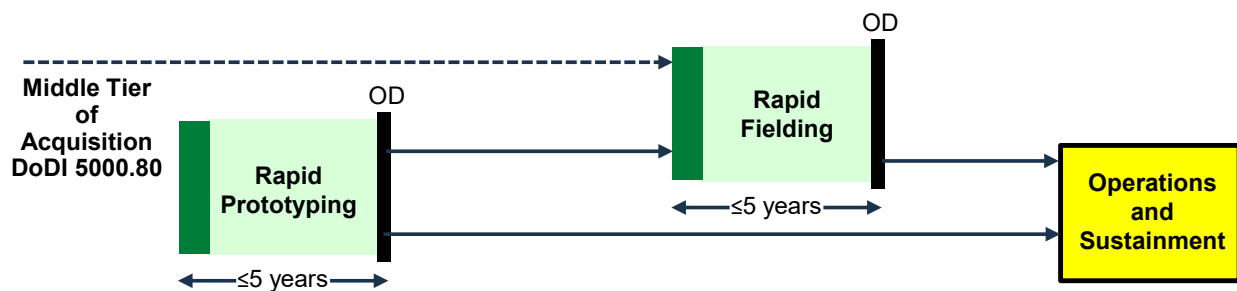 Middle Tier
of
Acquisition
DoDI 5000.80
OD
Rapid
Prototyping
≤5 years
OD
Rapid
Fielding
≤5 years
Operations
and
Sustainment